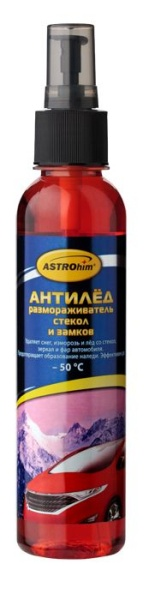 ASTROhim®
АНТИЛЁД
размораживатель
стекол
и замков
Удаляет снег, изморозь и лёд со стекол
зеркал и фар автомобиля
Предотвращает образование наледи. Эффективен до
– 50 °C